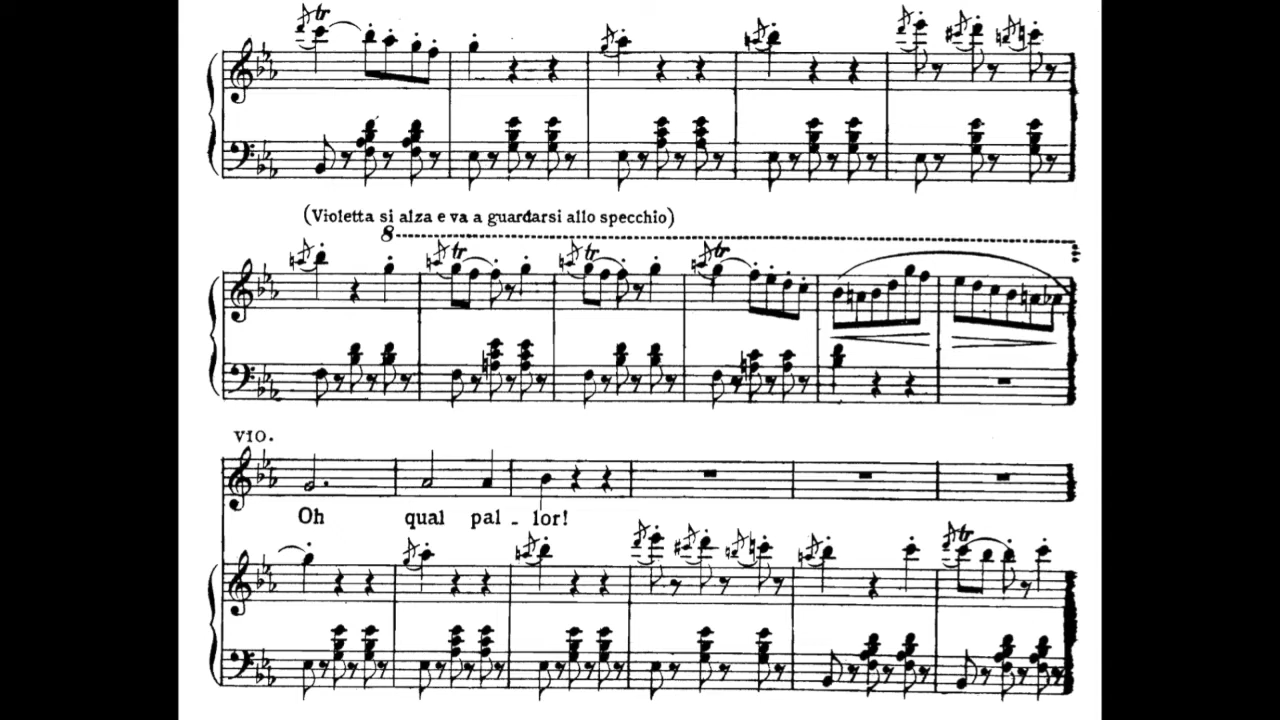 (Violetta si alza e va a guardarsi allo specchio)
8
VIO.
Oh qual pal - lor!